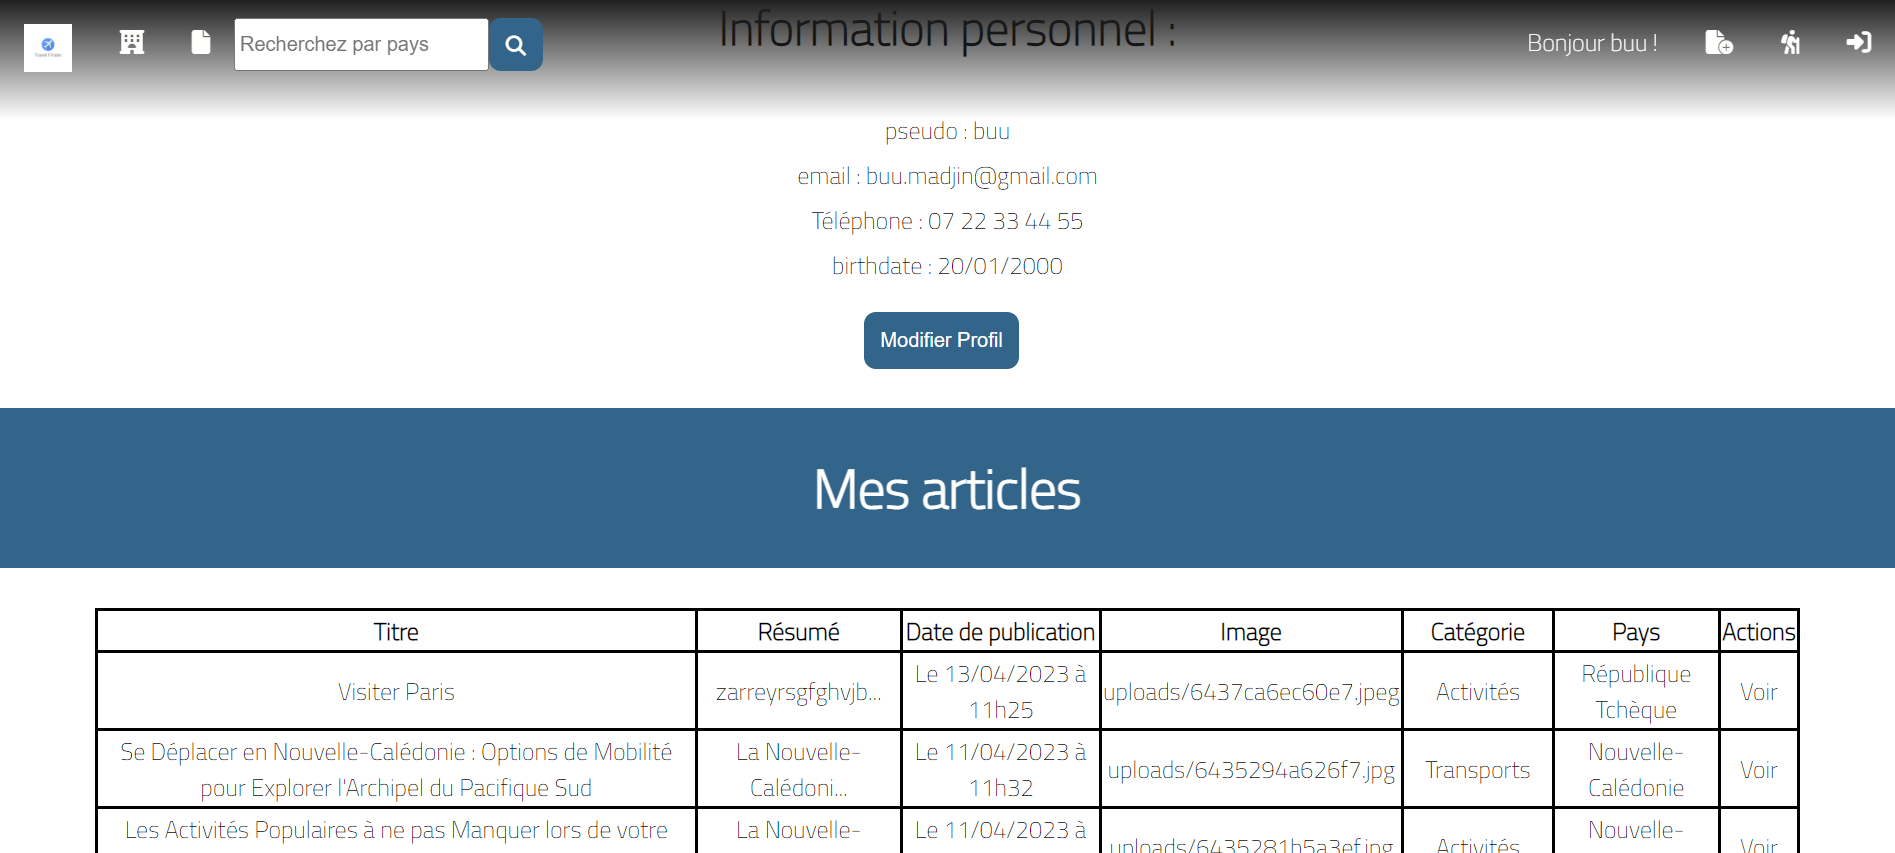 Information personnel :
Travel Finder
Recherchez par pays
Bonjour buu !
pseudo : buu
email : buu.madjin@gmail.com
Téléphone : 07 22 33 44 55
birthdate : 20/01/2000
Modifier Profil
Mes articles
Titre Résumé Date de publication Image Catégorie Pays Actions
Visiter Paris zarreyrsgfghvjb... Le 13/04/2023 à 11h25 uploads/6437ca6ec60e7.jpeg Activités République Tchèque Voir
Se Déplacer en Nouvelle-Calédonie : Options de Mobilité pour Explorer l'Archipel du Pacifique Sud La Nouvelle-Calédoni... Le 11/04/2023 à 11h32 uploads/6435294a626f7.jpg Transports Nouvelle-Calédonie Voir
Les Activités Populaires à ne pas Manquer lors de votre La Nouvelle- Le 11/04/2023 à uploads/6435281b5a3ef.jpg Activités Nouvelle- Voir